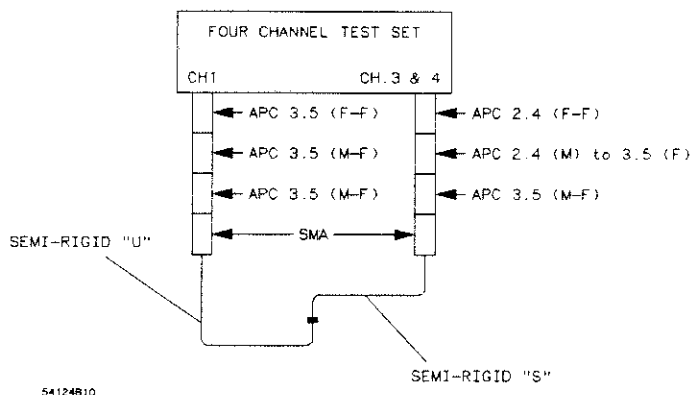 FOUR CHANNEL TEST SET
CH1 CH.3 & 4
APC 3.5 (F-F) APC 2.4 (F-F)
APC 3.5 (M-F) APC 2.4 (M) to 3.5 (F)
APC 3.5 (M-F) APC 3.5 (M-F)
SMA
SEMI-RIGID "U"
SEMI-RIGID "S"
54124B10